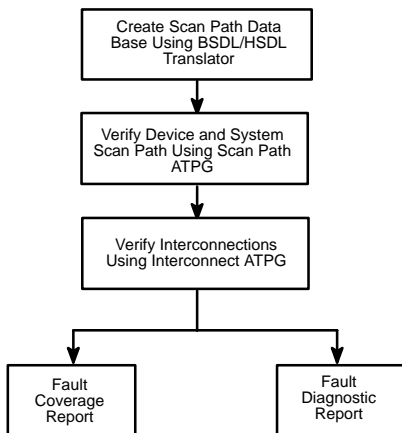 Create Scan Path Data
Base Using BSDL/HSDL
Translator
Verify Device and System
Scan Path Using Scan Path
ATPG
Verify Interconnections
Using Interconnect ATPG
Fault
Coverage
Report
Fault
Diagnostic
Report